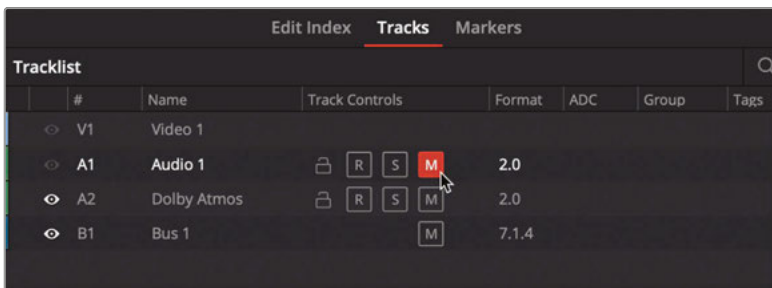 Edit Index Tracks Markers
Tracklist
# Name Track Controls Format ADC Group Tags
V1 Video 1
A1 Audio 1 R S M 2.0
A2 Dolby Atmos R S M 2.0
B1 Bus 1 M 7.1.4